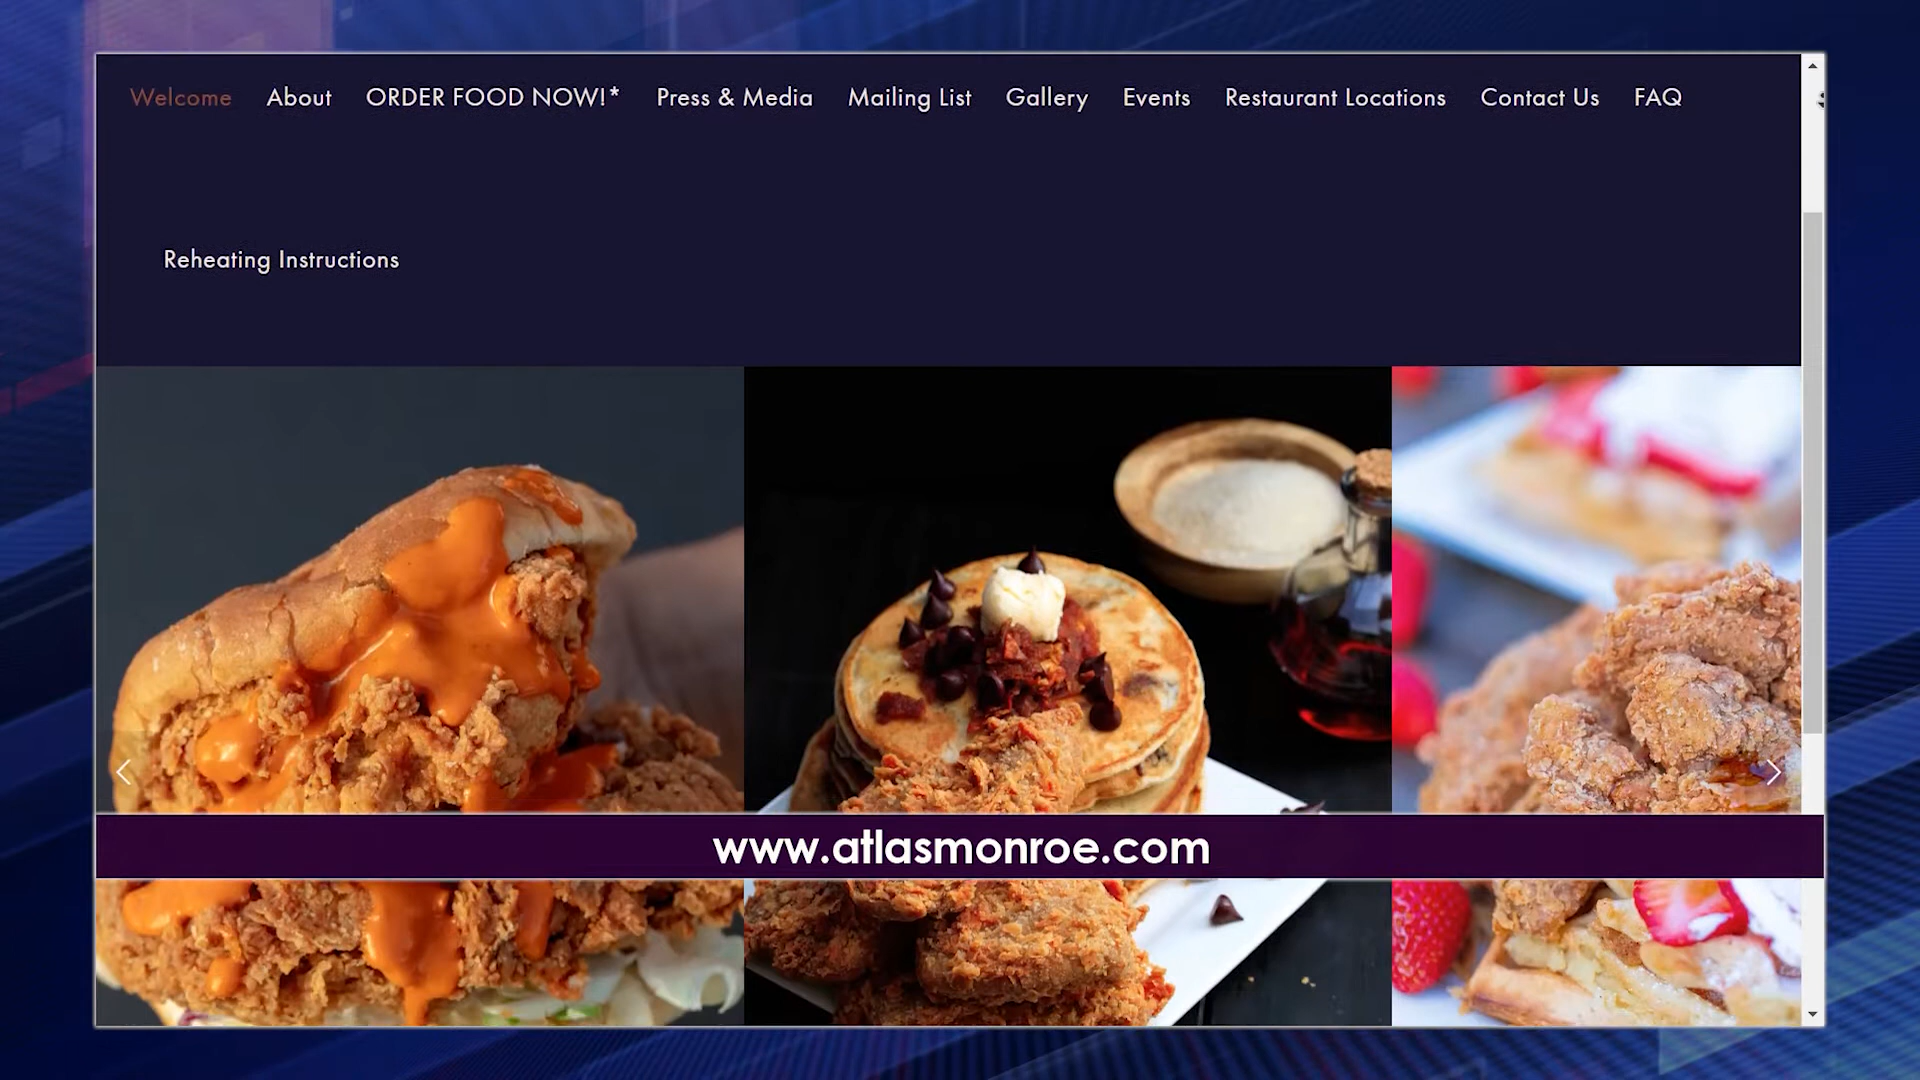 Welcome About ORDER FOOD NOW!* Press & Media Mailing List Gallery Events Restaurant Locations Contact Us FAQ
Reheating Instructions
www.atlasmonroe.com